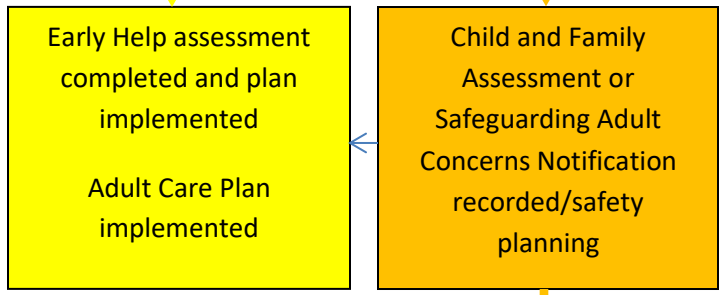 Early Help assessment
completed and plan
implemented
Adult Care Plan
implemented
Child and Family
Assessment or
Safeguarding Adult
Concerns Notification
recorded/safety
planning